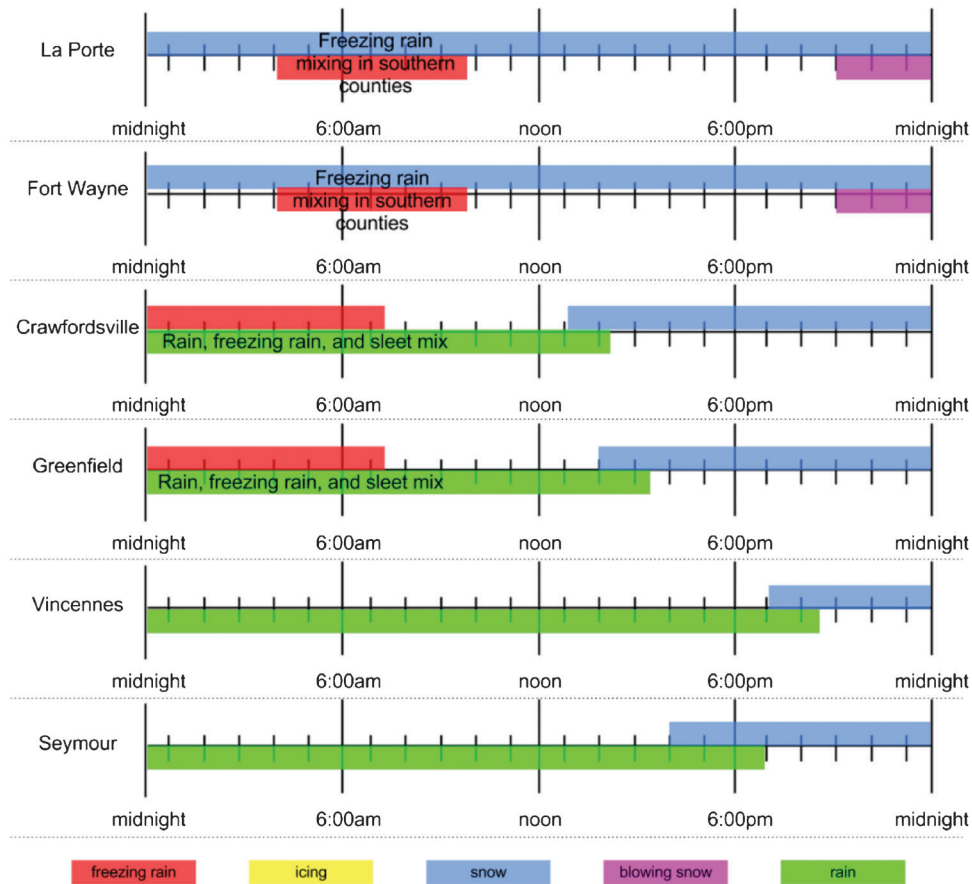 La Porte
Freezing rain
mixing in southern
counties
midnight 6:00am noon 6:00pm midnight
Fort Wayne
Freezing rain
mixing in southern
counties
midnight 6:00am noon 6:00pm midnight
Crawfordsville
Rain, freezing rain, and sleet mix
midnight 6:00am noon 6:00pm midnight
Greenfield
Rain, freezing rain, and sleet mix
midnight 6:00am noon 6:00pm midnight
Vincennes
midnight 6:00am noon 6:00pm midnight
Seymour
midnight 6:00am noon 6:00pm midnight
freezing rain icing snow blowing snow rain